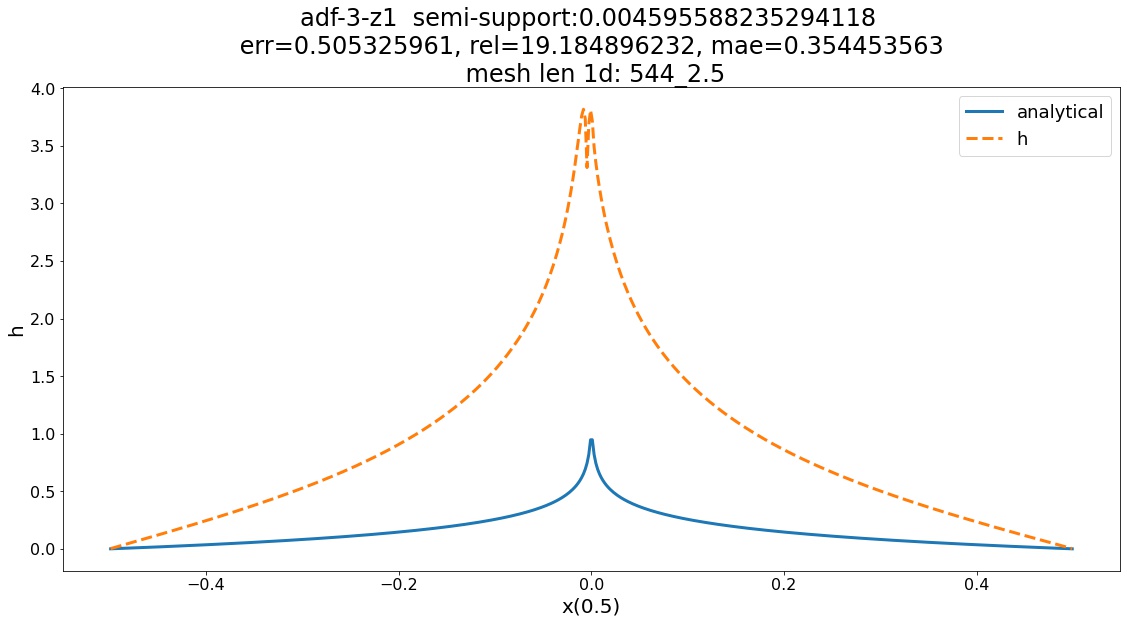 adf-3-z1  semi-support:0.004595588235294118
err=0.505325961, rel=19.184896232, mae=0.354453563
mesh len 1d: 544_2.5
4.0
3.5
3.0
2.5
2.0
1.5
1.0
0.5
0.0
h
analytical
h
−0.4
−0.2
0.0
0.2
0.4
x(0.5)